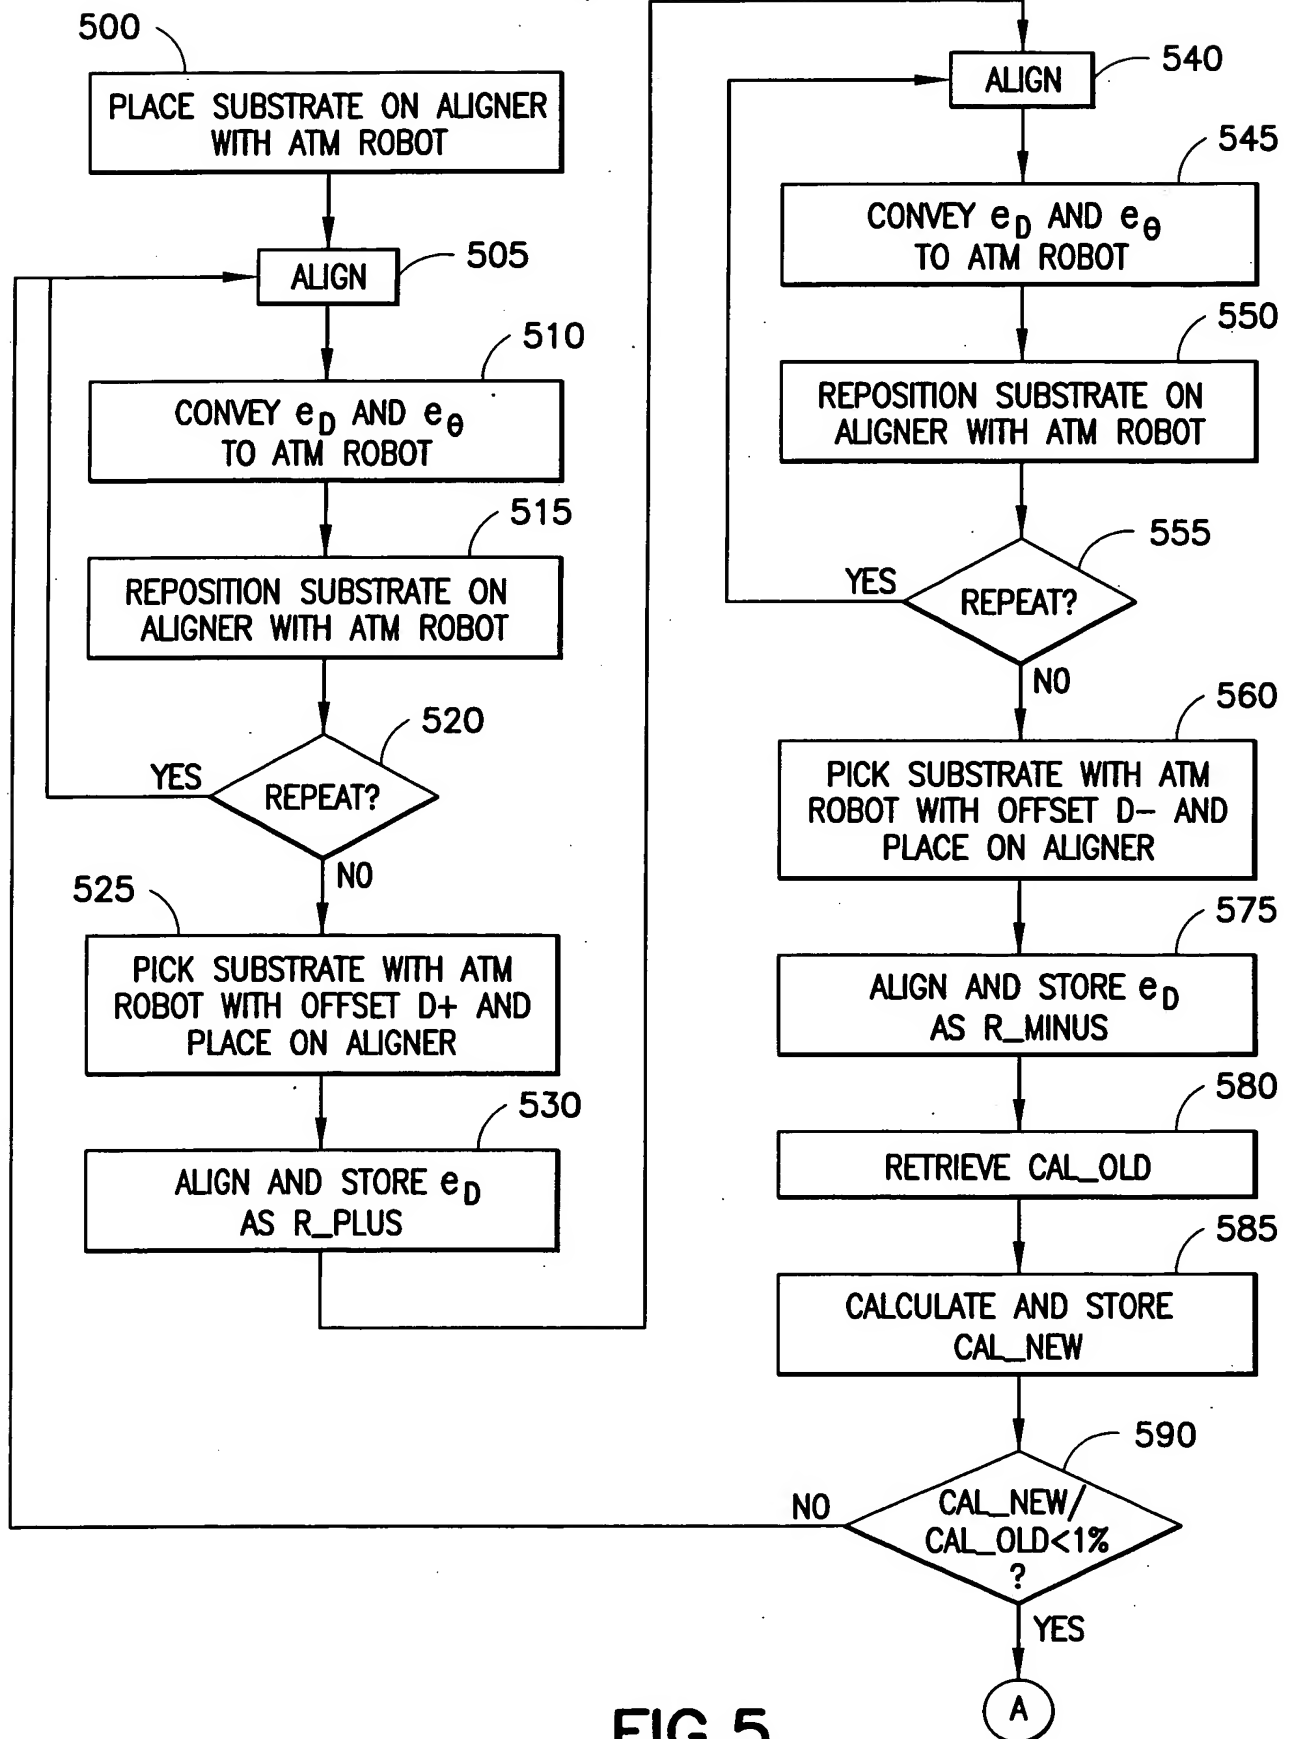 500
PLACE SUBSTRATE ON ALIGNER
WITH ATM ROBOT
ALIGN
505
510
CONVEY eD AND eθ
TO ATM ROBOT
515
REPOSITION SUBSTRATE ON
ALIGNER WITH ATM ROBOT
520
YES
REPEAT?
NO
525
PICK SUBSTRATE WITH ATM
ROBOT WITH OFFSET D+ AND
PLACE ON ALIGNER
530
ALIGN AND STORE eD
AS R_PLUS
ALIGN
540
545
CONVEY eD AND eθ
TO ATM ROBOT
550
REPOSITION SUBSTRATE ON
ALIGNER WITH ATM ROBOT
555
YES
REPEAT?
NO
560
PICK SUBSTRATE WITH ATM
ROBOT WITH OFFSET D– AND
PLACE ON ALIGNER
575
ALIGN AND STORE eD
AS R_MINUS
580
RETRIEVE CAL_OLD
585
CALCULATE AND STORE
CAL_NEW
590
NO
CAL_NEW/
CAL_OLD<1%
?
YES
A
FIG.5